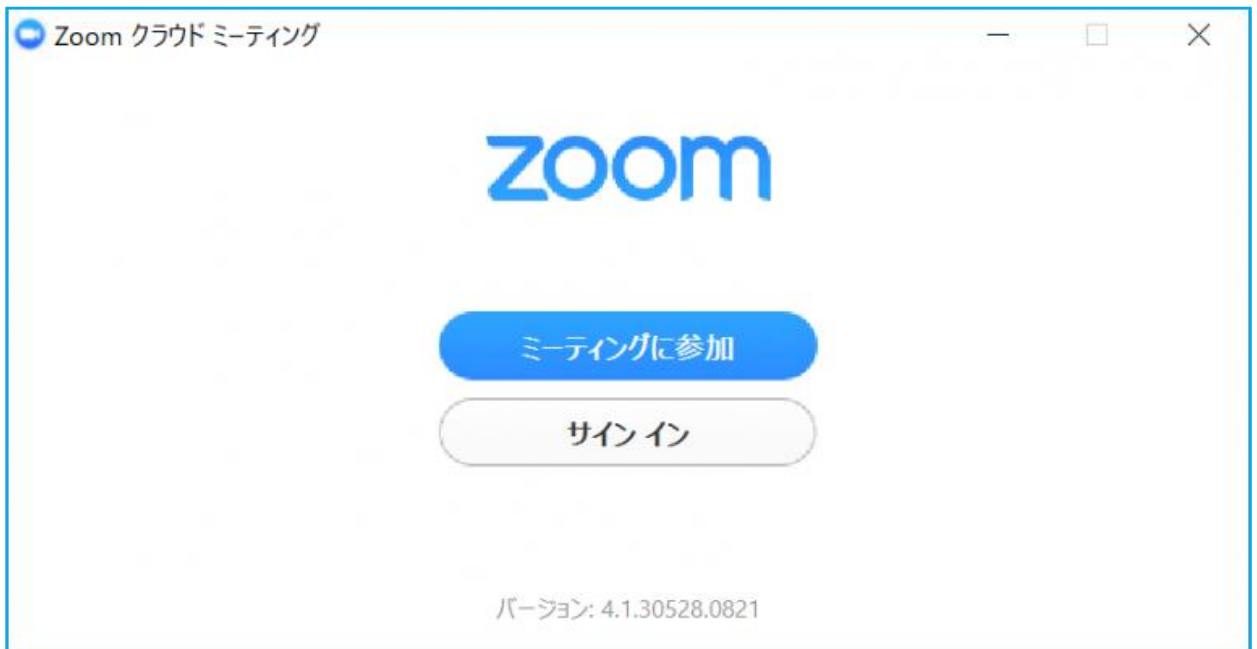 Zoom クラウド ミーティング
zoom
ミーティングに参加
サイン イン
バージョン: 4.1.30528.0821